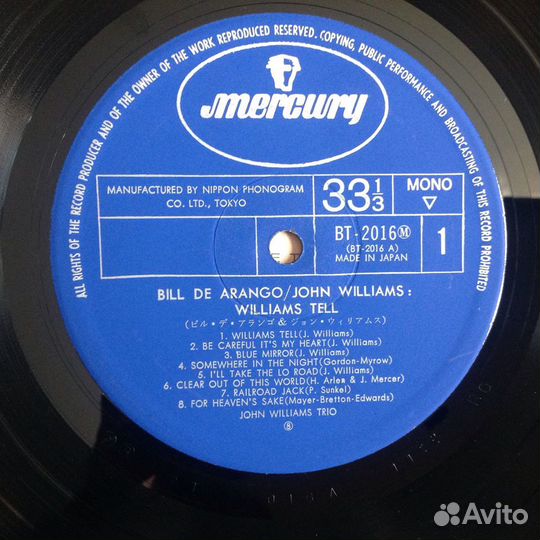 ALL RIGHTS OF THE RECORD PRODUCER AND OF THE OWNER OF THE WORK REPRODUCED RESERVED. COPYING, PUBLIC PERFORMANCE AND BROADCASTING OF THIS RECORD PROHIBITED
mercury
MANUFACTURED BY NIPPON PHONOGRAM
CO. LTD., TOKYO
33 1/3
MONO
▽
BT-2016Ⓜ
(BT-2016 A)
MADE IN JAPAN
1
BILL DE ARANGO/JOHN WILLIAMS:
WILLIAMS TELL
(ビル・デ・アランゴ&ジョン・ウィリアムス)
1. WILLIAMS TELL(J. Williams)
2. BE CAREFUL IT'S MY HEART(J. Williams)
3. BLUE MIRROR(J. Williams)
4. SOMEWHERE IN THE NIGHT(Gordon-Myrow)
5. I'LL TAKE THE LO ROAD(J. Williams)
6. CLEAR OUT OF THIS WORLD(H. Arlen & J. Mercer)
7. RAILROAD JACK(P. Sunkel)
8. FOR HEAVEN'S SAKE(Mayer-Bretton-Edwards)
JOHN WILLIAMS TRIO
Avito